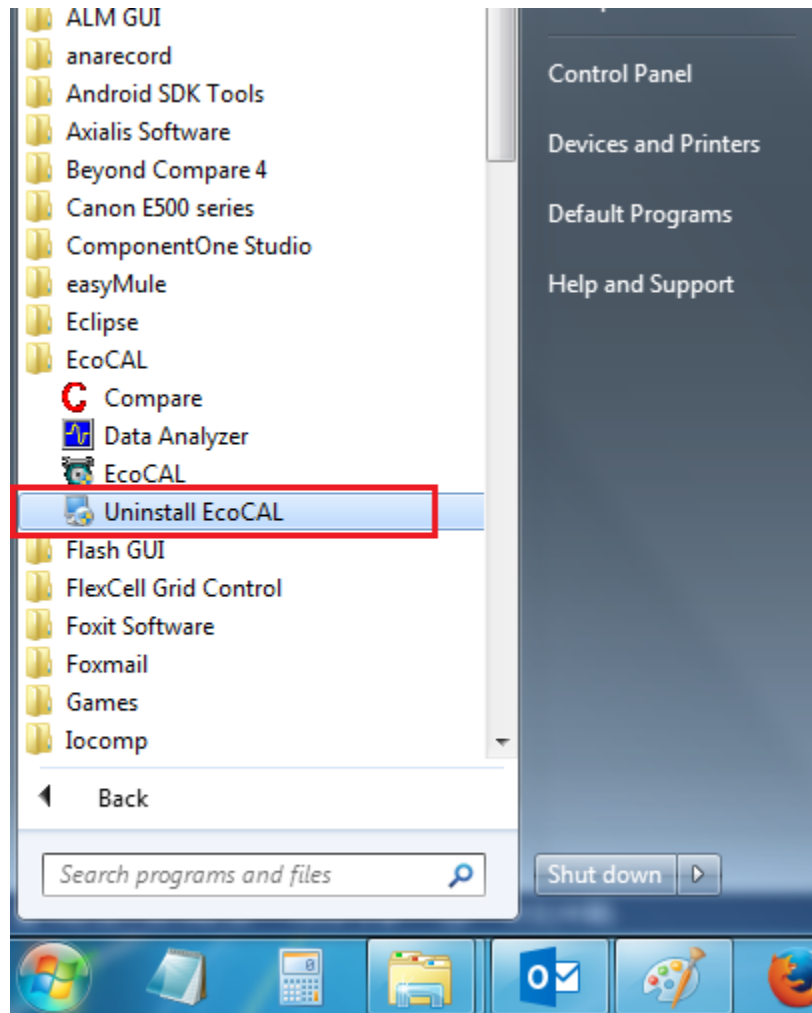 ALM GUI
anarecord
Android SDK Tools
Axialis Software
Beyond Compare 4
Canon E500 series
ComponentOne Studio
easyMule
Eclipse
EcoCAL
Compare
Data Analyzer
EcoCAL
Uninstall EcoCAL
Flash GUI
FlexCell Grid Control
Foxit Software
Foxmail
Games
Iocomp
Back
Search programs and files
Control Panel
Devices and Printers
Default Programs
Help and Support
Shut down